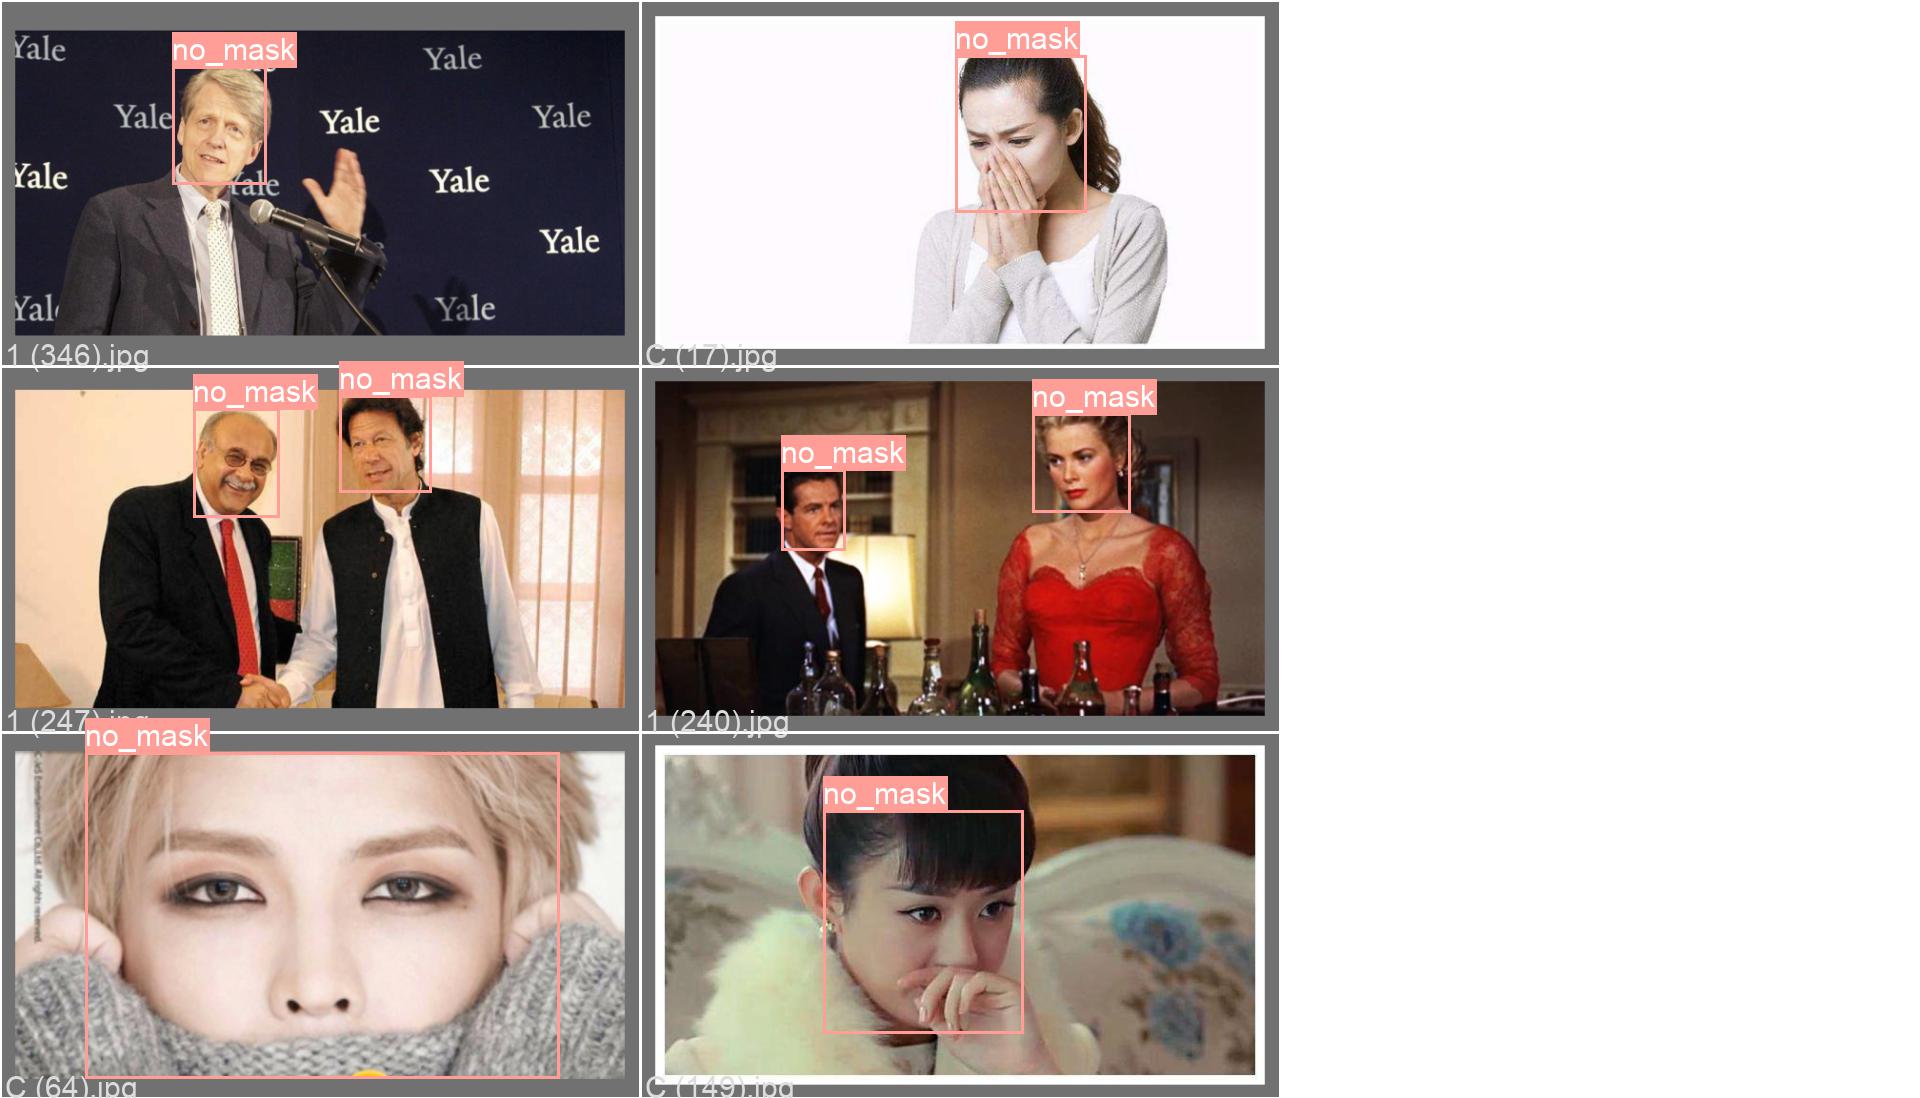 no_mask
Yale
Yale
Yale
Yale
Yale
Yale
Yale
Yale
Yale
Yale
1 (346).jpg
no_mask
C (17).jpg
no_mask
no_mask
1 (247).jpg
no_mask
no_mask
1 (240).jpg
no_mask
C (64).jpg
no_mask
C (149).jpg